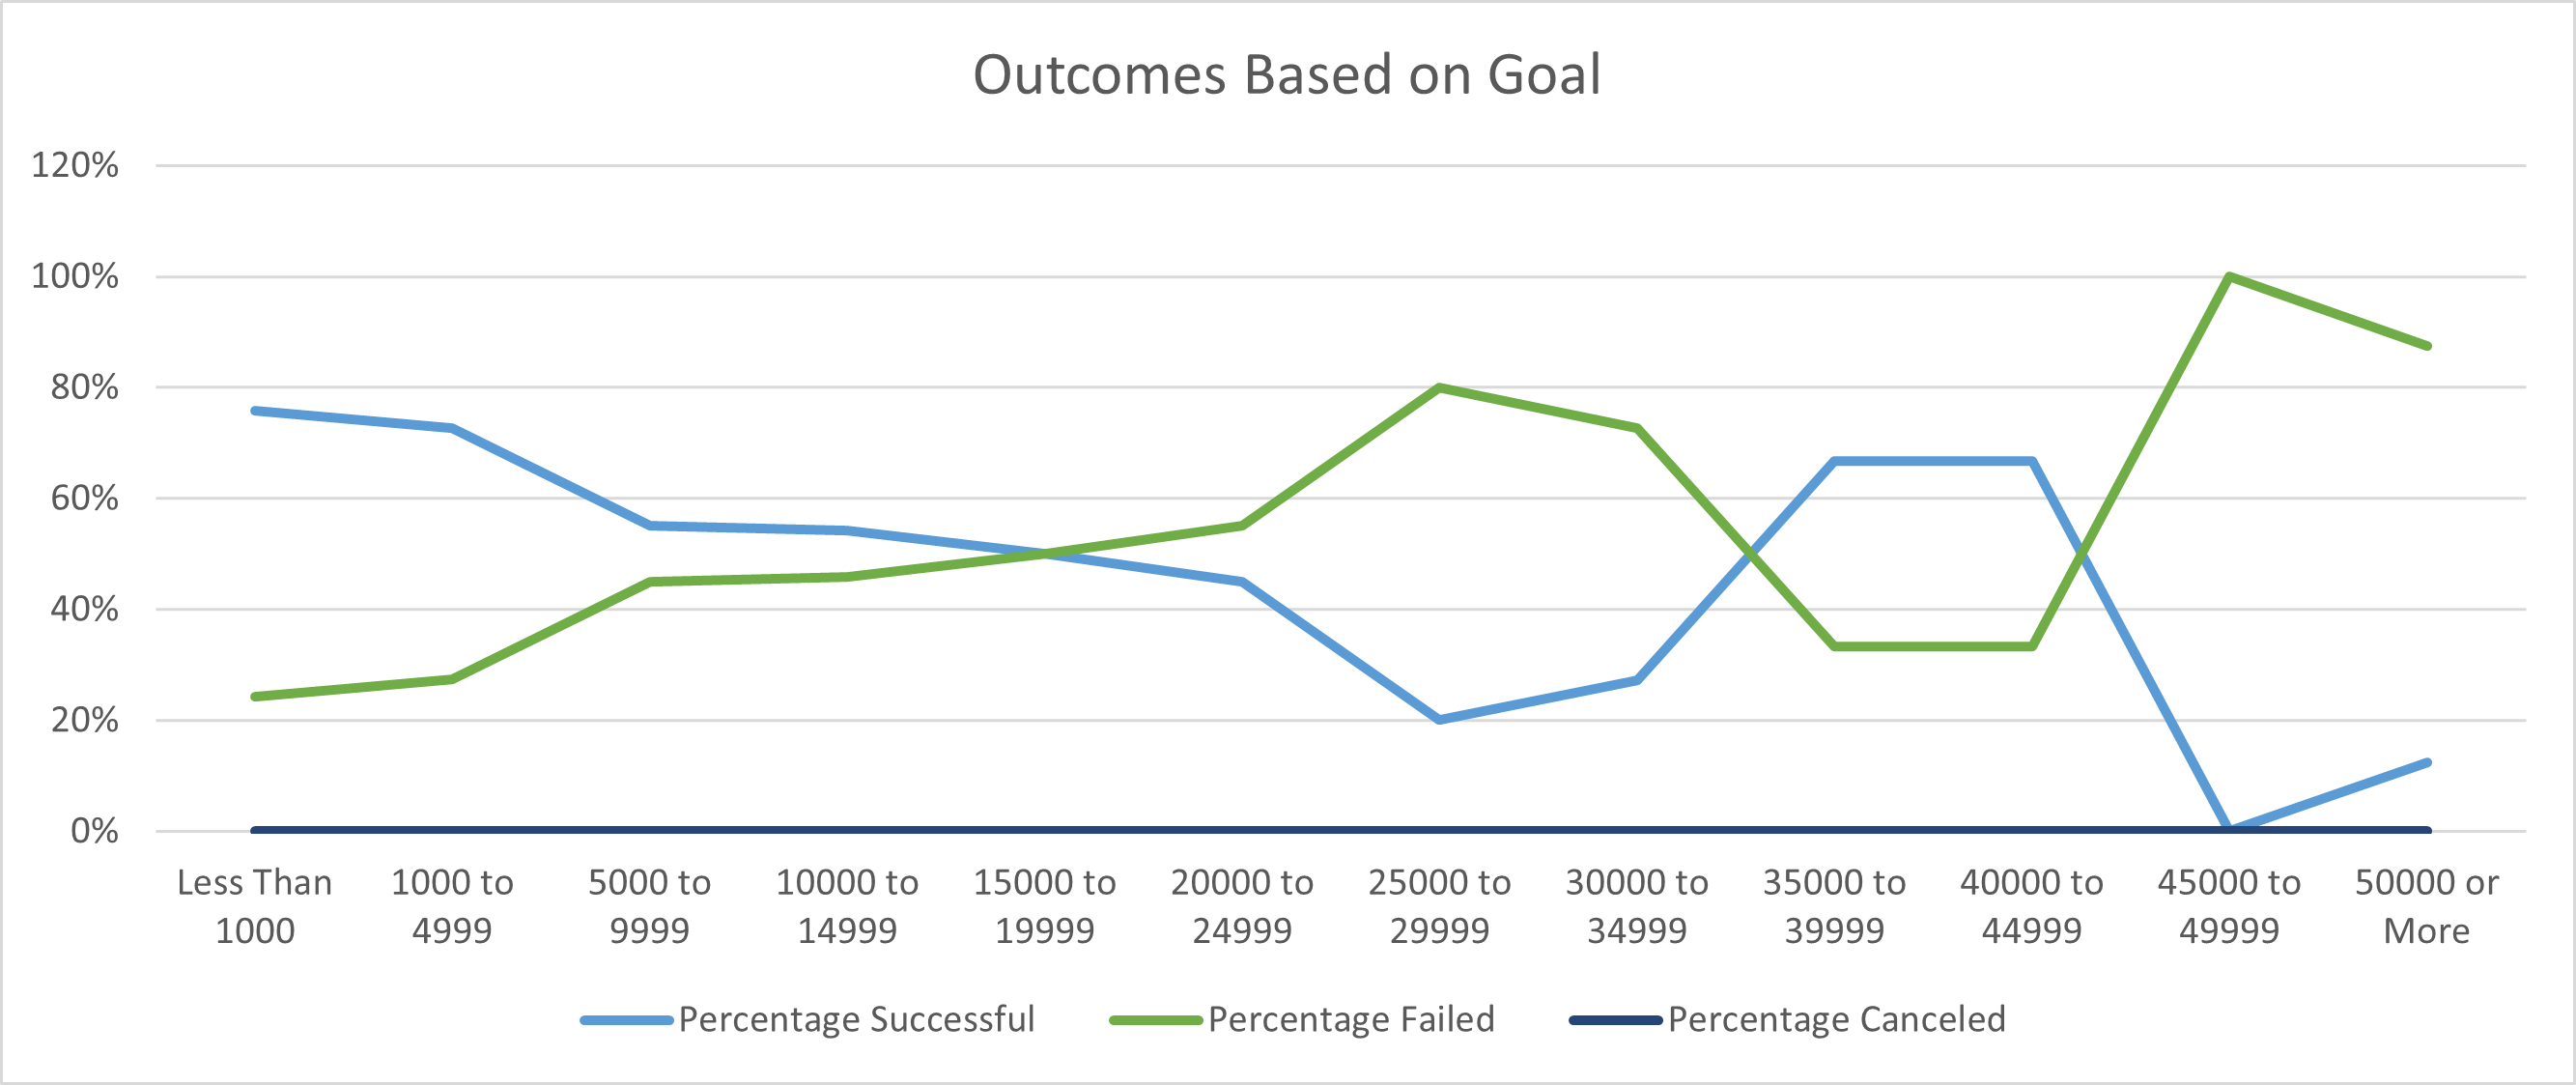 Outcomes Based on Goal
120%
100%
80%
60%
40%
20%
0%
Less Than 1000
1000 to 4999
5000 to 9999
10000 to 14999
15000 to 19999
20000 to 24999
25000 to 29999
30000 to 34999
35000 to 39999
40000 to 44999
45000 to 49999
50000 or More
Percentage Successful
Percentage Failed
Percentage Canceled